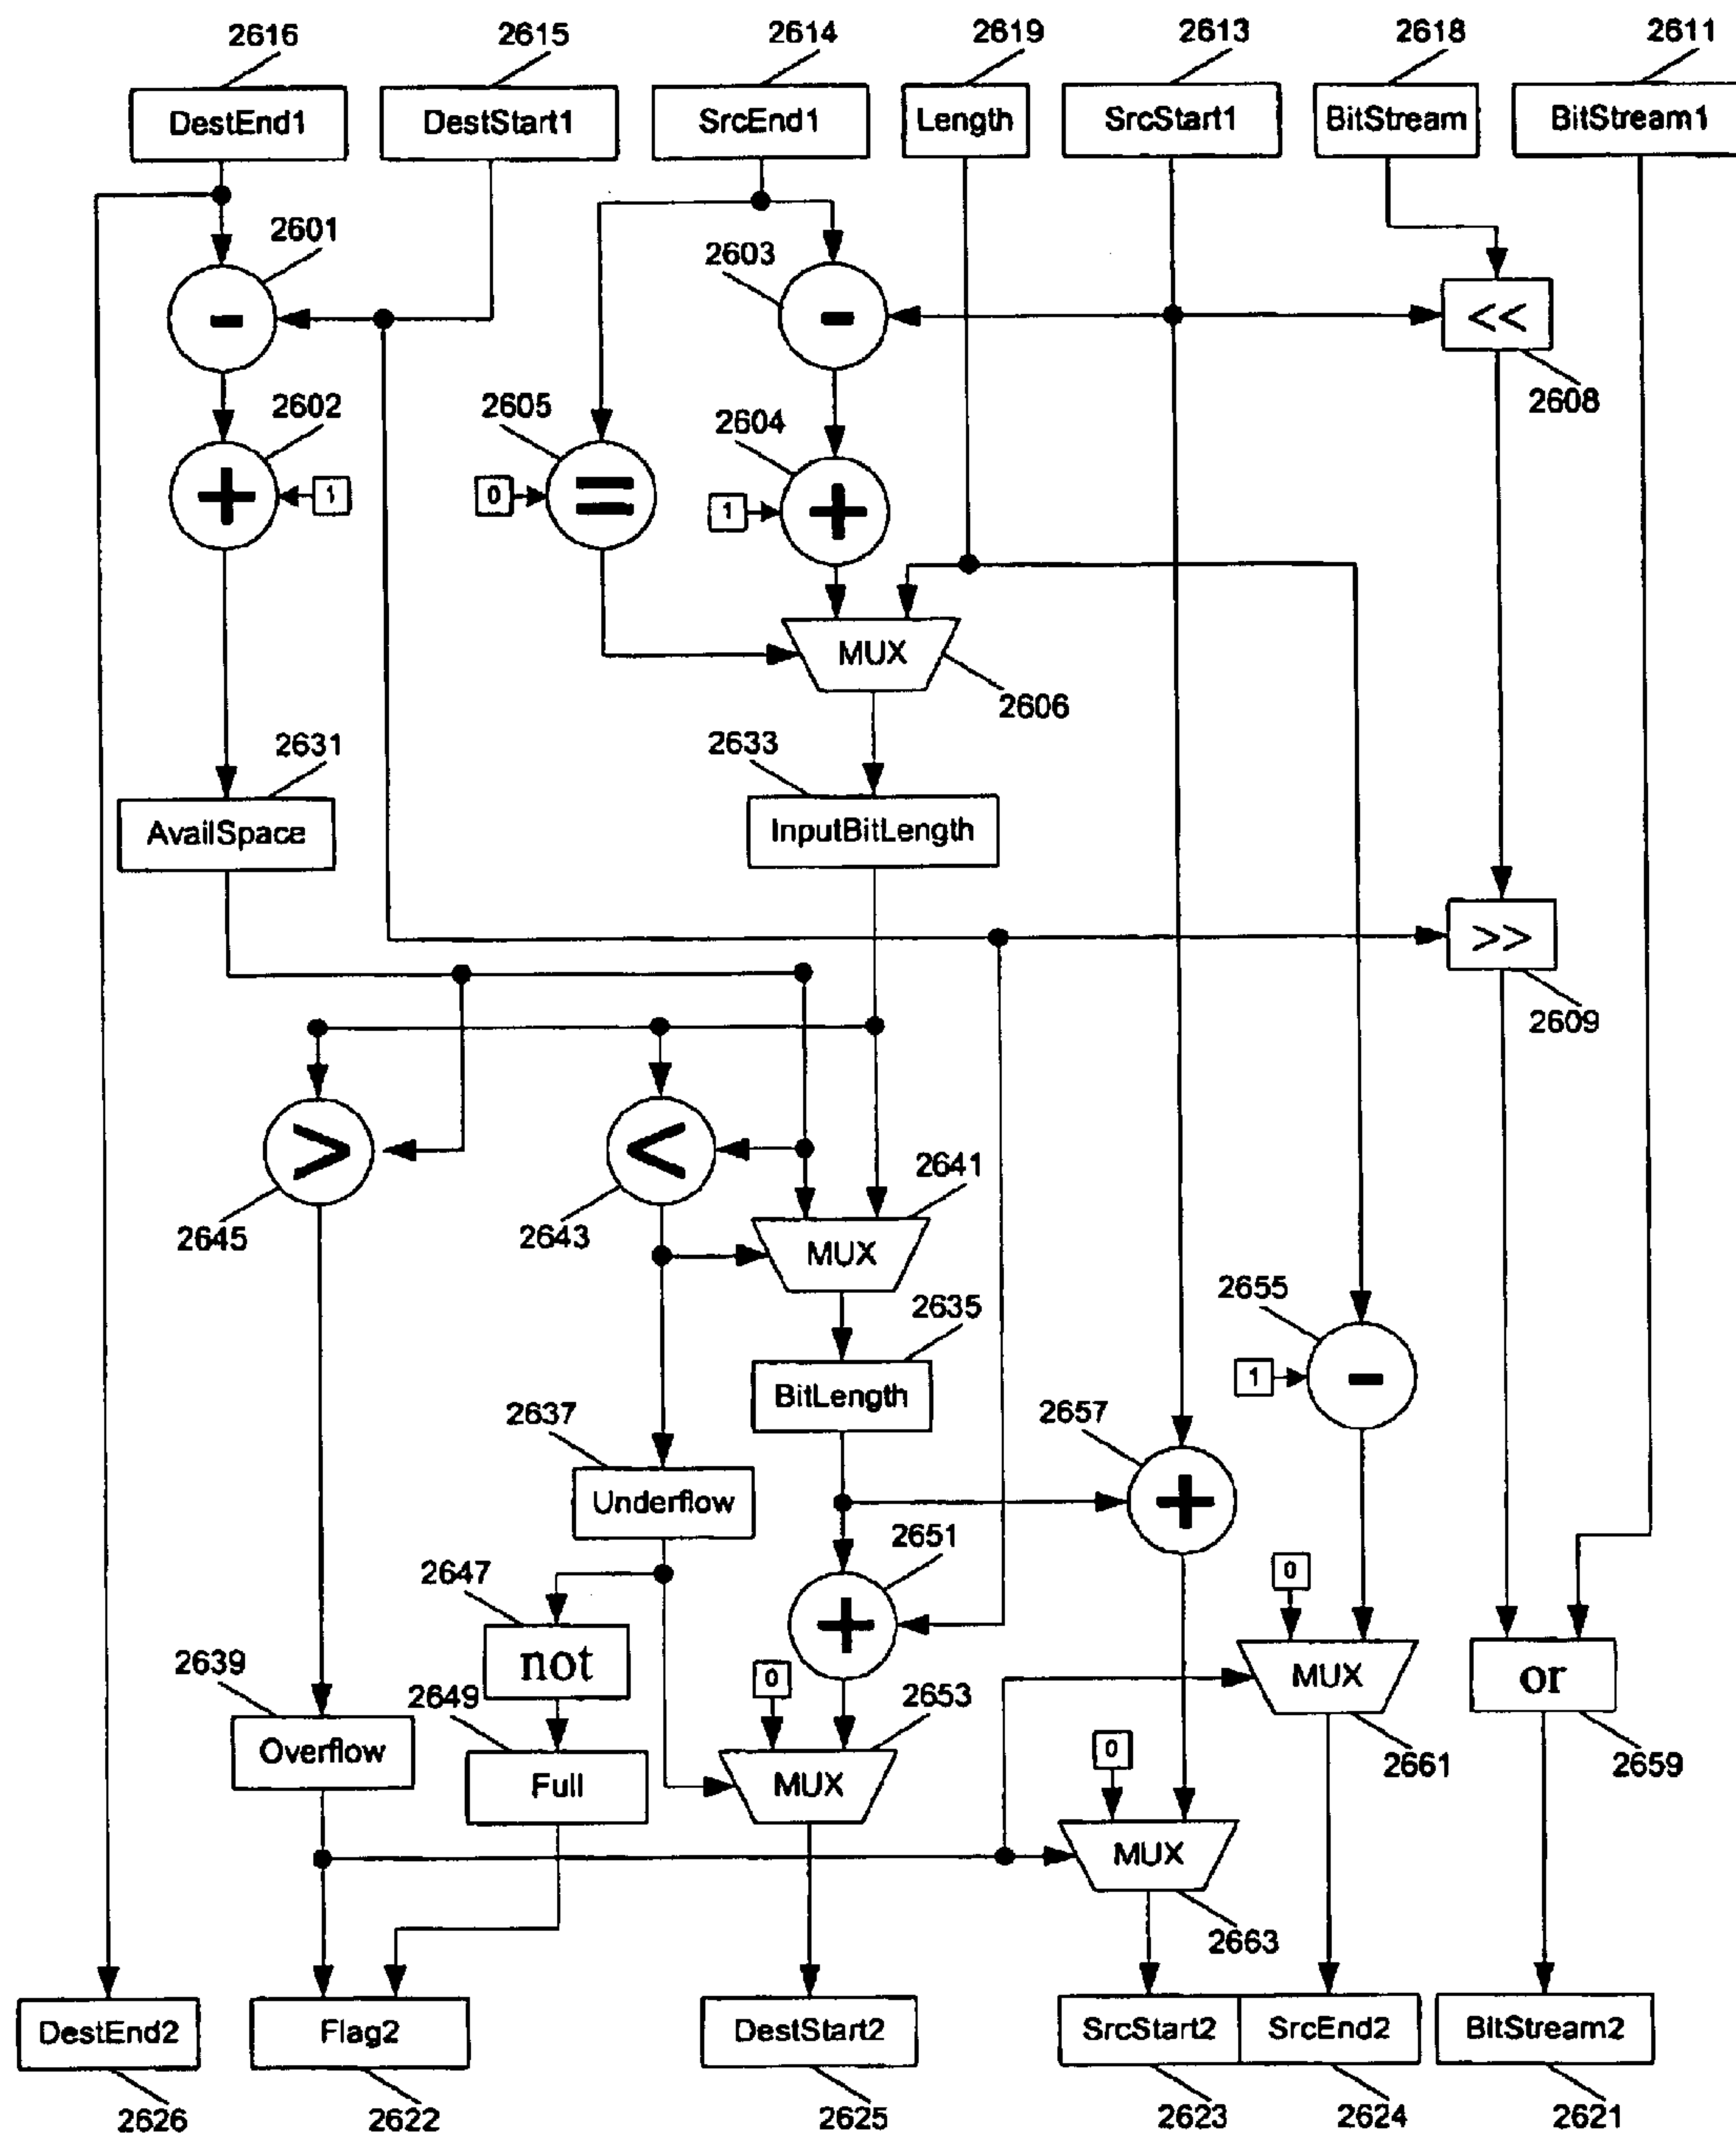 2616 2615 2614 2619 2613 2618 2611
DestEnd1 DestStart1 SrcEnd1 Length SrcStart1 BitStream BitStream1
2601
2603
- - <<
2608
2602 2605 2604
+ 1 0 = 1 +
MUX
2606
2631 2633
AvailSpace InputBitLength
>>
2609
> <
2645 2643 2641
MUX
2655
2635
1 -
BitLength
2637 2657
Underflow +
2651
2647 0
not + 0 MUX or
2639 2649 2653
Overflow Full MUX 0 2661 2659
MUX
2663
DestEnd2 Flag2 DestStart2 SrcStart2 SrcEnd2 BitStream2
2626 2622 2625 2623 2624 2621